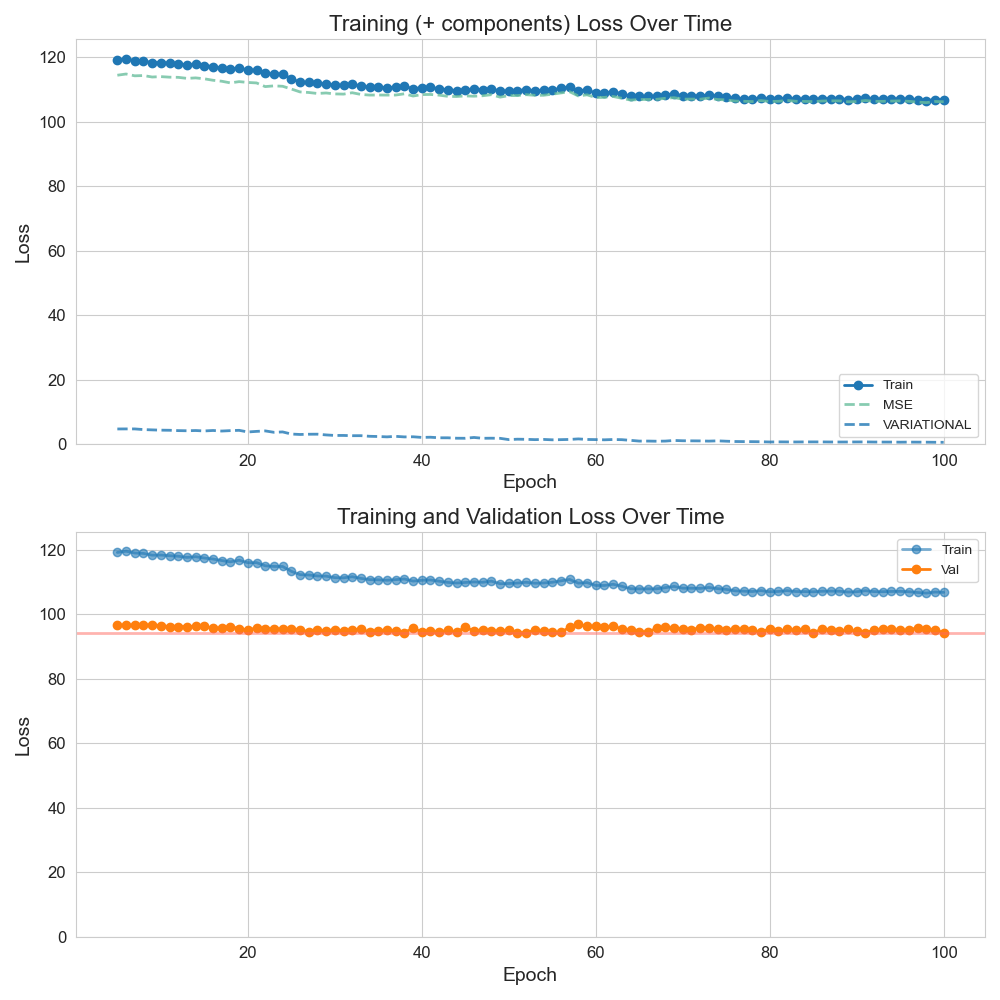 Training (+ components) Loss Over Time
120
100
80
60
40
20
0
Loss
Train
MSE
VARIATIONAL
20 40 60 80 100
Epoch
Training and Validation Loss Over Time
120
100
80
60
40
20
0
Loss
Train
Val
20 40 60 80 100
Epoch